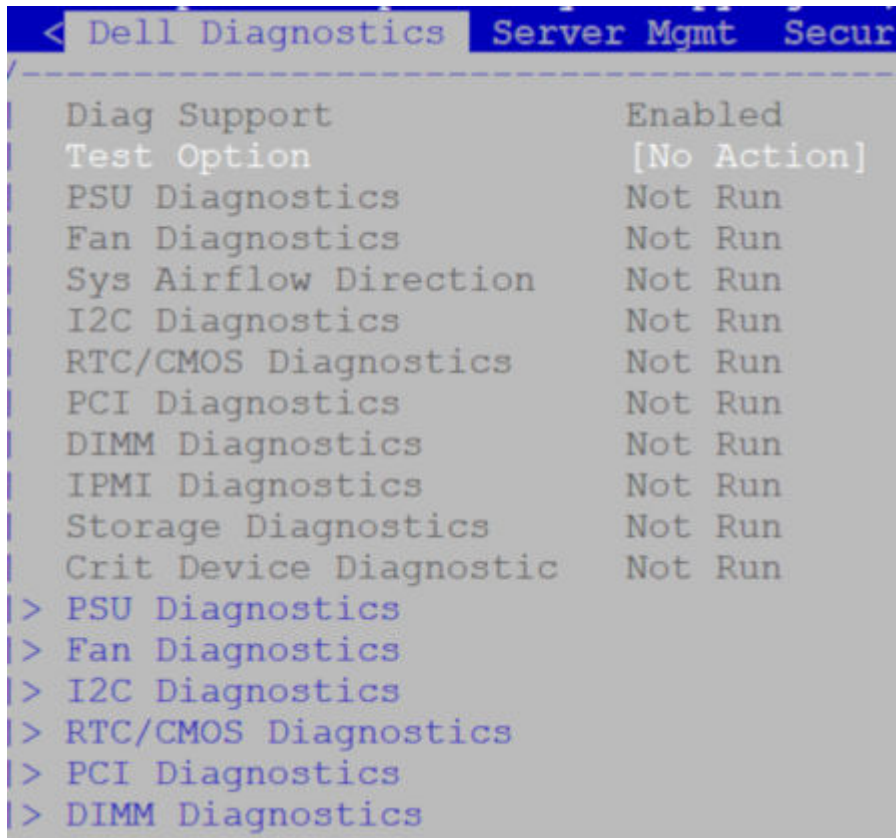 < Dell Diagnostics Server Mgmt Secur
Diag Support Enabled
Test Option [No Action]
PSU Diagnostics Not Run
Fan Diagnostics Not Run
Sys Airflow Direction Not Run
I2C Diagnostics Not Run
RTC/CMOS Diagnostics Not Run
PCI Diagnostics Not Run
DIMM Diagnostics Not Run
IPMI Diagnostics Not Run
Storage Diagnostics Not Run
Crit Device Diagnostic Not Run
> PSU Diagnostics
> Fan Diagnostics
> I2C Diagnostics
> RTC/CMOS Diagnostics
> PCI Diagnostics
> DIMM Diagnostics